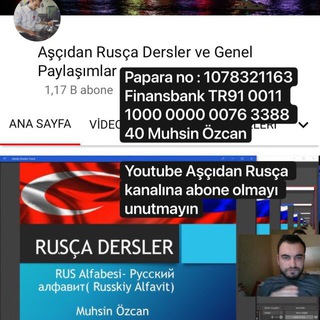 Aşçıdan Rusça Dersler ve Genel
Paylaşımlar
1,17 B abone
Papara no : 1078321163
Finansbank TR91 0011
1000 0000 0076 3388
40 Muhsin Özcan
ANA SAYFA
Youtube Aşçıdan Rusça
kanalına abone olmayı
unutmayın
RUSÇA DERSLER
RUS Alfabesi- Русский
алфавит( Russkiy Alfavit)
Muhsin Özcan